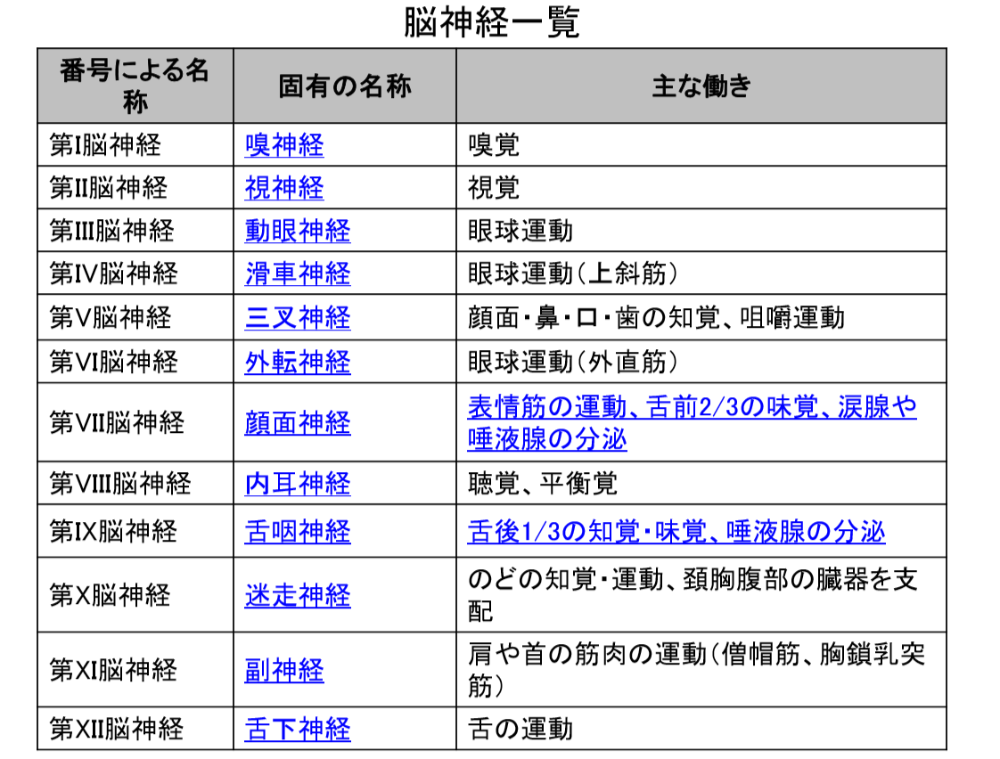 脳神経一覧
番号による名
称
固有の名称
主な働き
第I脳神経
嗅神経
嗅覚
第II脳神経
視神経
視覚
第III脳神経
動眼神経
眼球運動
第IV脳神経
滑車神経
眼球運動（上斜筋）
第V脳神経
三叉神経
顔面・鼻・口・歯の知覚、咀嚼運動
第VI脳神経
外転神経
眼球運動（外直筋）
第VII脳神経
顔面神経
表情筋の運動、舌前2/3の味覚、涙腺や
唾液腺の分泌
第VIII脳神経
内耳神経
聴覚、平衡覚
第IX脳神経
舌咽神経
舌後1/3の知覚・味覚、唾液腺の分泌
第X脳神経
迷走神経
のどの知覚・運動、頚胸腹部の臓器を支
配
第XI脳神経
副神経
肩や首の筋肉の運動（僧帽筋、胸鎖乳突
筋）
第XII脳神経
舌下神経
舌の運動